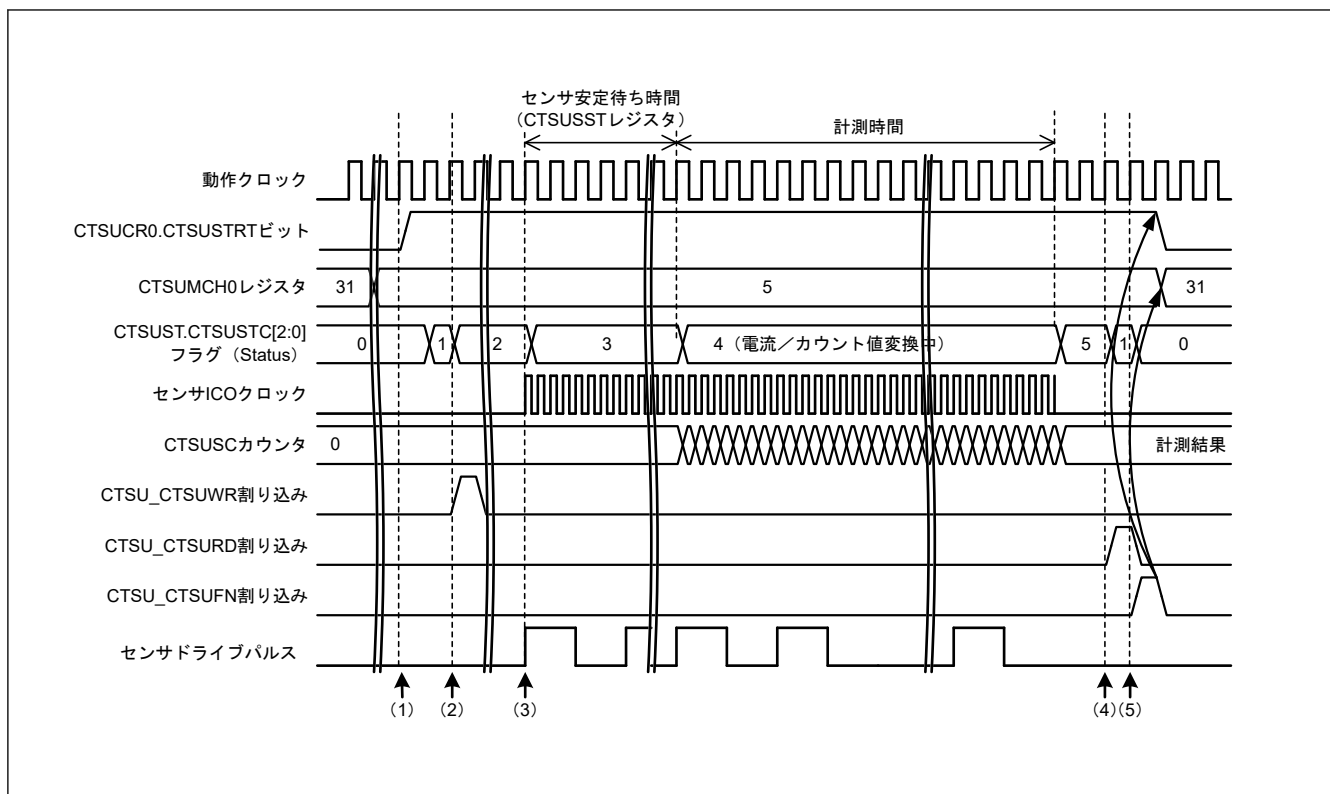 センサ安定待ち時間
（CTSUSSTレジスタ）
計測時間
動作クロック
CTSUCR0.CTSUSTRTビット
CTSUMCH0レジスタ
31
5
31
CTSUST.CTSUSTC[2:0]
フラグ（Status）
0
1
2
3
4（電流／カウント値変換中）
5
1
0
センサICOクロック
CTSUSCカウンタ
0
計測結果
CTSU_CTSUWR割り込み
CTSU_CTSURD割り込み
CTSU_CTSUFN割り込み
センサドライブパルス
（1）
（2）
（3）
（4）
（5）